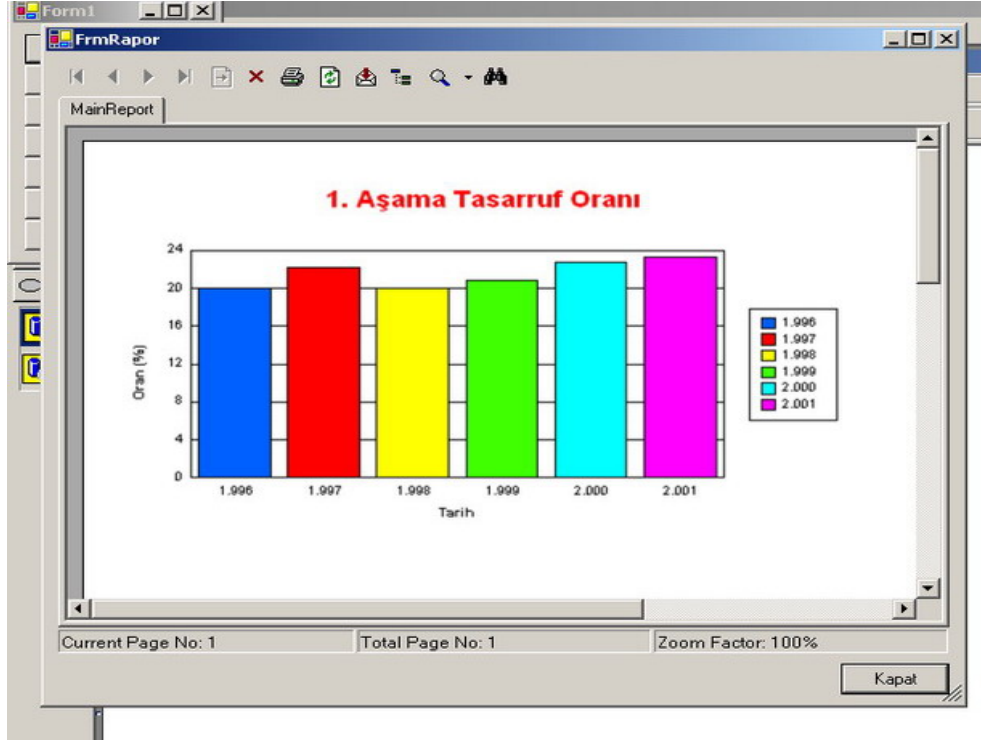 Form1
FrmRapor
MainReport
1. Aşama Tasarruf Oranı
24
20
16
12
8
4
0
Oran (%)
1.996 1.997 1.998 1.999 2.000 2.001
Tarih
1.996
1.997
1.998
1.999
2.000
2.001
Current Page No: 1 Total Page No: 1 Zoom Factor: 100%
Kapat